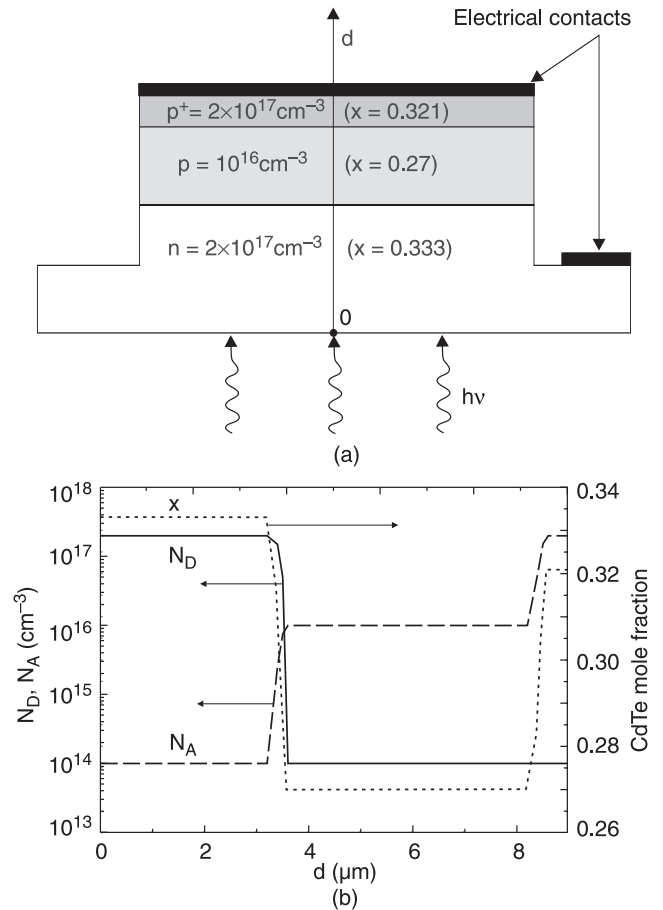 Electrical contacts
d
p⁺= 2×10¹⁷cm⁻³ (x = 0.321)
p = 10¹⁶cm⁻³ (x = 0.27)
n = 2×10¹⁷cm⁻³ (x = 0.333)
0
hν
(a)
10¹⁸
10¹⁷
10¹⁶
10¹⁵
10¹⁴
10¹³
N_D, N_A (cm⁻³)
x
N_D
N_A
0.34
0.32
0.30
0.28
0.26
CdTe mole fraction
0 2 4 6 8
d (μm)
(b)